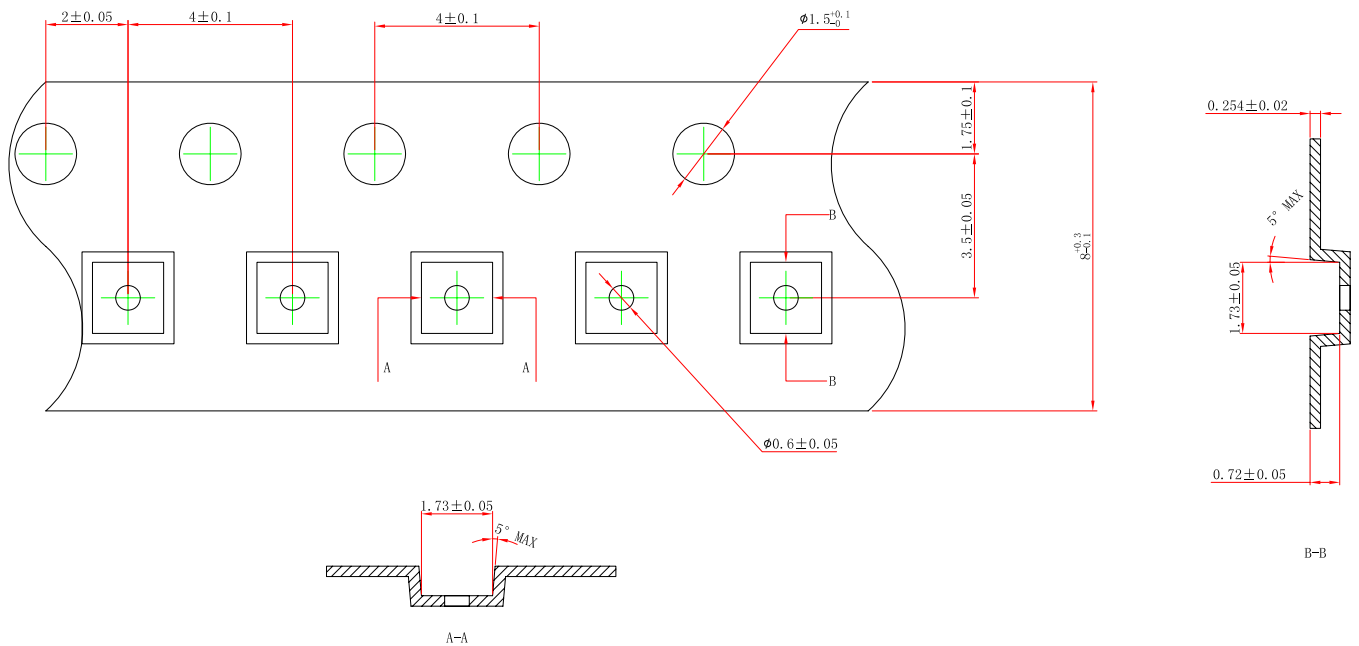 2±0.05
4±0.1
4±0.1
φ1.5+0.1-0
1.75±0.1
0.254±0.02
3.5±0.05
8+0.3-0.1
5° MAX
1.73±0.05
B
B
A
A
φ0.6±0.05
0.72±0.05
1.73±0.05
5° MAX
B-B
A-A